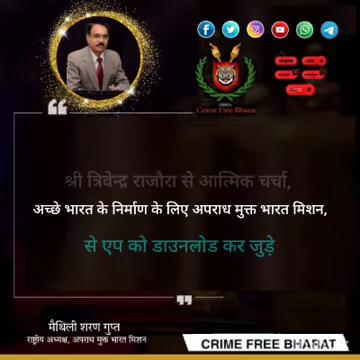 Crime Free Bharat
श्री त्रिवेन्द्र राजौरा से आत्मिक चर्चा,
अच्छे भारत के निर्माण के लिए अपराध मुक्त भारत मिशन,
से एप को डाउनलोड कर जुड़े
मैथिली शरण गुप्त
राष्ट्रीय अध्यक्ष, अपराध मुक्त भारत मिशन
CRIME FREE BHARAT